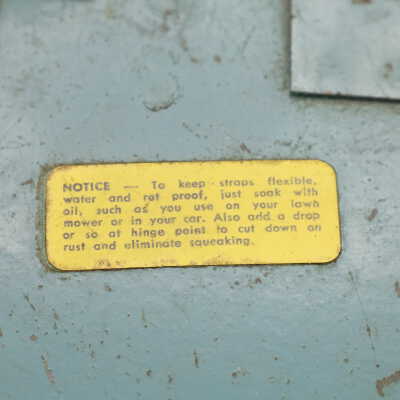 NOTICE — To keep straps flexible,
water and rot proof, just soak with
oil, such as you use on your lawn
mower or in your car. Also add a drop
or so at hinge point to cut down on
rust and eliminate squeaking.